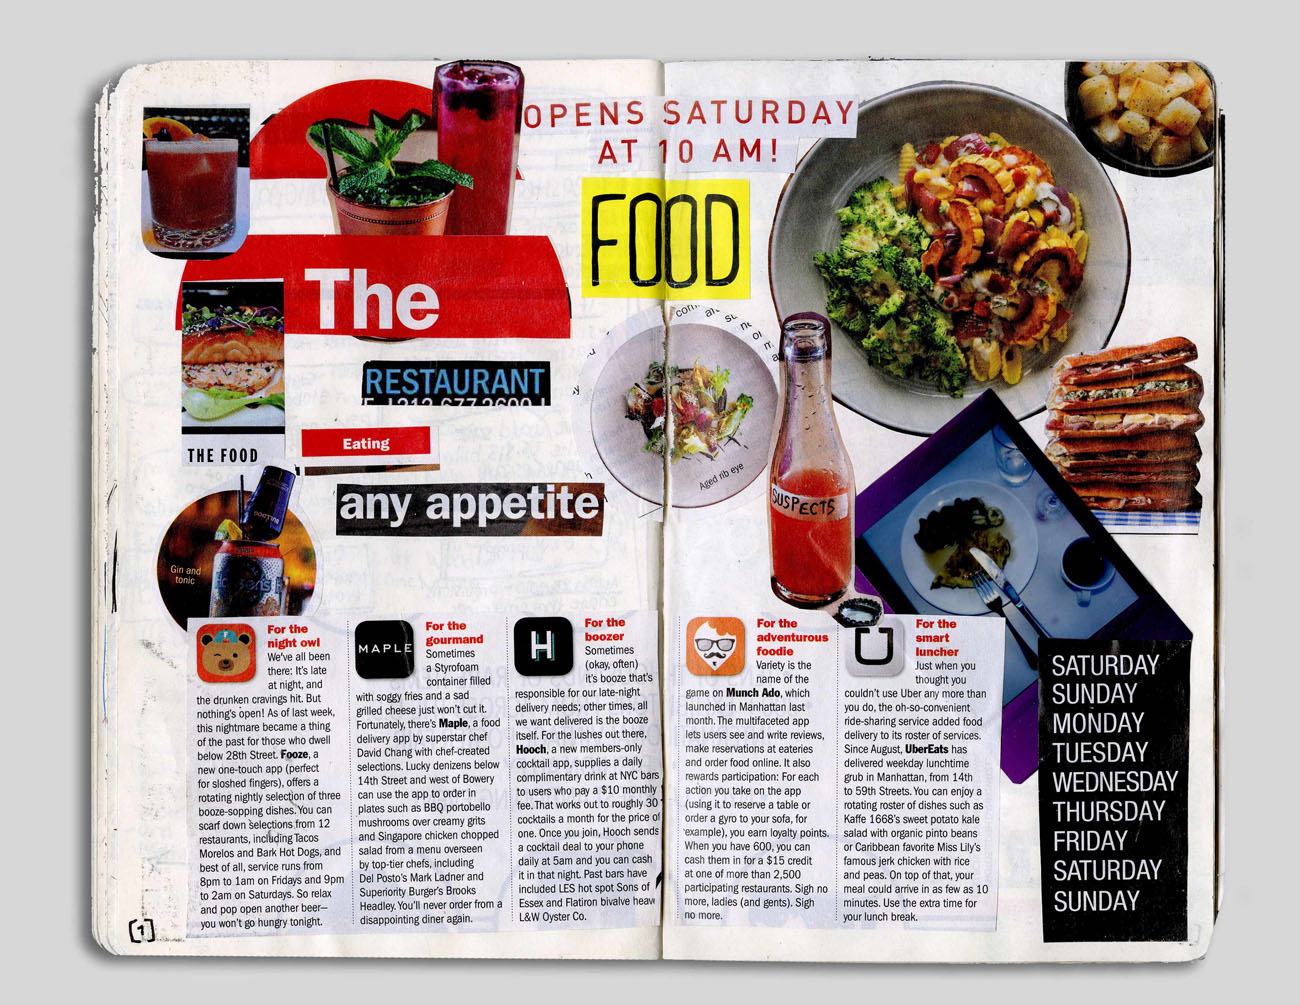 OPENS SATURDAY
AT 10 AM!
FOOD
The
RESTAURANT
Eating
THE FOOD
any appetite
Aged rib eye
SUSPECTS
Gin and
tonic
For the
night owl
We've all been
there: It's late
at night, and
the drunken cravings hit. But
nothing's open! As of last week,
this nightmare became a thing
of the past for those who dwell
below 28th Street. Fooze, a
new one-touch app (perfect
for sloshed fingers), offers a
rotating nightly selection of three
booze-sopping dishes. You can
scarf down selections from 12
restaurants, including Tacos
Morelos and Bark Hot Dogs, and
best of all, service runs from
8pm to 1am on Fridays and 9pm
to 2am on Saturdays. So relax
and pop open another beer—
you won't go hungry tonight.
MAPLE
For the
gourmand
Sometimes
a Styrofoam
container filled
with soggy fries and a sad
grilled cheese just won't cut it.
Fortunately, there's Maple, a food
delivery app by superstar chef
David Chang with chef-created
selections. Lucky denizens below
14th Street and west of Bowery
can use the app to order in
plates such as BBQ portobello
mushrooms over creamy grits
and Singapore chicken chopped
salad from a menu overseen
by top-tier chefs, including
Del Posto's Mark Ladner and
Superiority Burger's Brooks
Headley. You'll never order from a
disappointing diner again.
H
For the
boozer
Sometimes
(okay, often)
it's booze that's
responsible for our late-night
delivery needs; other times, all
we want delivered is the booze
itself. For the lushes out there,
Hooch, a new members-only
cocktail app, supplies a daily
complimentary drink at NYC bars
to users who pay a $10 monthly
fee. That works out to roughly 30
cocktails a month for the price of
one. Once you join, Hooch sends
a cocktail deal to your phone
daily at 5am and you can cash
it in that night. Past bars have
included LES hot spot Sons of
Essex and Flatiron bivalve heave
L&W Oyster Co.
For the
adventurous
foodie
Variety is the
name of the
game on Munch Ado, which
launched in Manhattan last
month. The multifaceted app
lets users see and write reviews,
make reservations at eateries
and order food online. It also
rewards participation: For each
action you take on the app
(using it to reserve a table or
order a gyro to your sofa, for
example), you earn loyalty points.
When you have 600, you can
cash them in for a $15 credit
at one of more than 2,500
participating restaurants. Sigh no
more, ladies (and gents). Sigh
no more.
For the
smart
luncher
Just when you
thought you
couldn't use Uber any more than
you do, the oh-so-convenient
ride-sharing service added food
delivery to its roster of services.
Since August, UberEats has
delivered weekday lunchtime
grub in Manhattan, from 14th
to 59th Streets. You can enjoy a
rotating roster of dishes such as
Kaffe 1668's sweet potato kale
salad with organic pinto beans
or Caribbean favorite Miss Lily's
famous jerk chicken with rice
and peas. On top of that, your
meal could arrive in as few as 10
minutes. Use the extra time for
your lunch break.
SATURDAY
SUNDAY
MONDAY
TUESDAY
WEDNESDAY
THURSDAY
FRIDAY
SATURDAY
SUNDAY
[1]